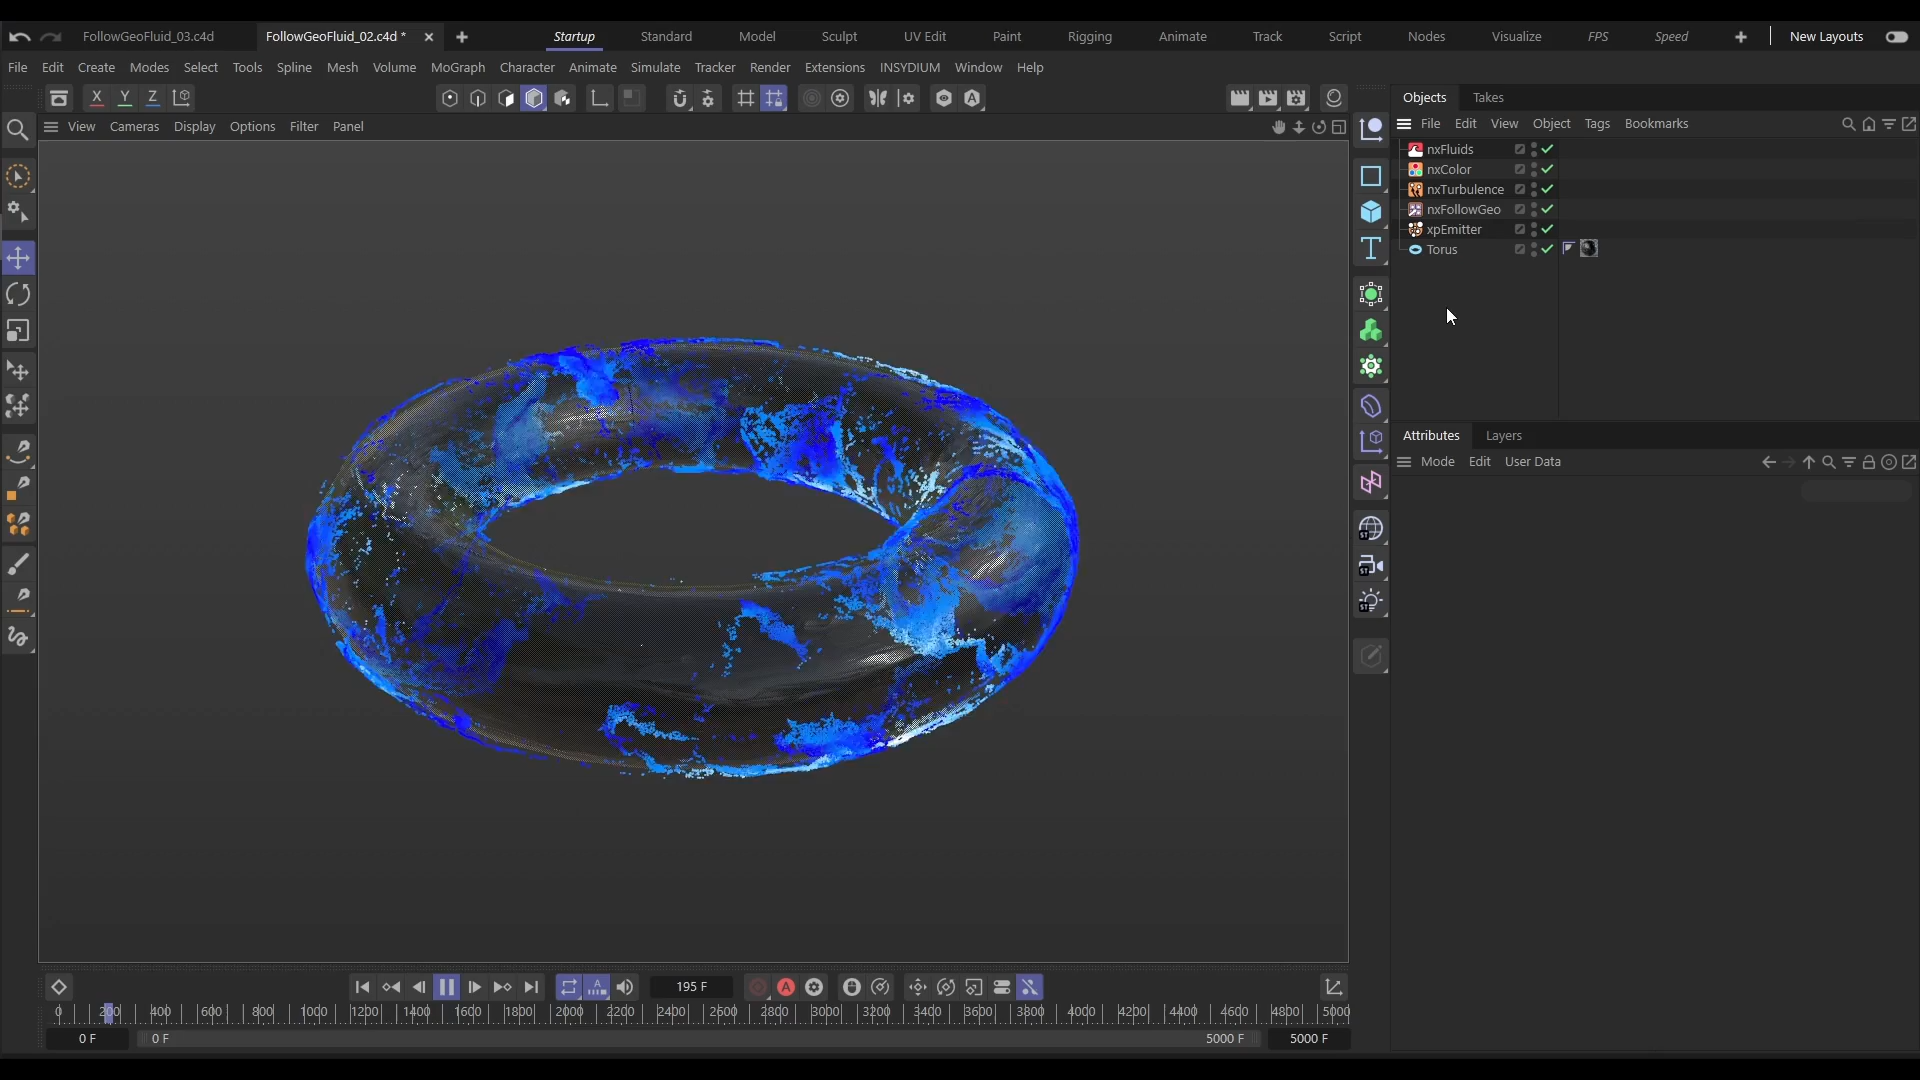 FollowGeoFluid_03.c4d FollowGeoFluid_02.c4d * Startup Standard Model Sculpt UV Edit Paint Rigging Animate Track Script Nodes Visualize FPS Speed New Layouts
File Edit Create Modes Select Tools Spline Mesh Volume MoGraph Character Animate Simulate Tracker Render Extensions INSYDIUM Window Help
X Y Z
Objects Takes
View Cameras Display Options Filter Panel
File Edit View Object Tags Bookmarks
nxFluids
nxColor
nxTurbulence
nxFollowGeo
xpEmitter
Torus
Attributes Layers
Mode Edit User Data
195 F
0 200 400 600 800 1000 1200 1400 1600 1800 2000 2200 2400 2600 2800 3000 3200 3400 3600 3800 4000 4200 4400 4600 4800 5000
0 F 0 F 5000 F 5000 F